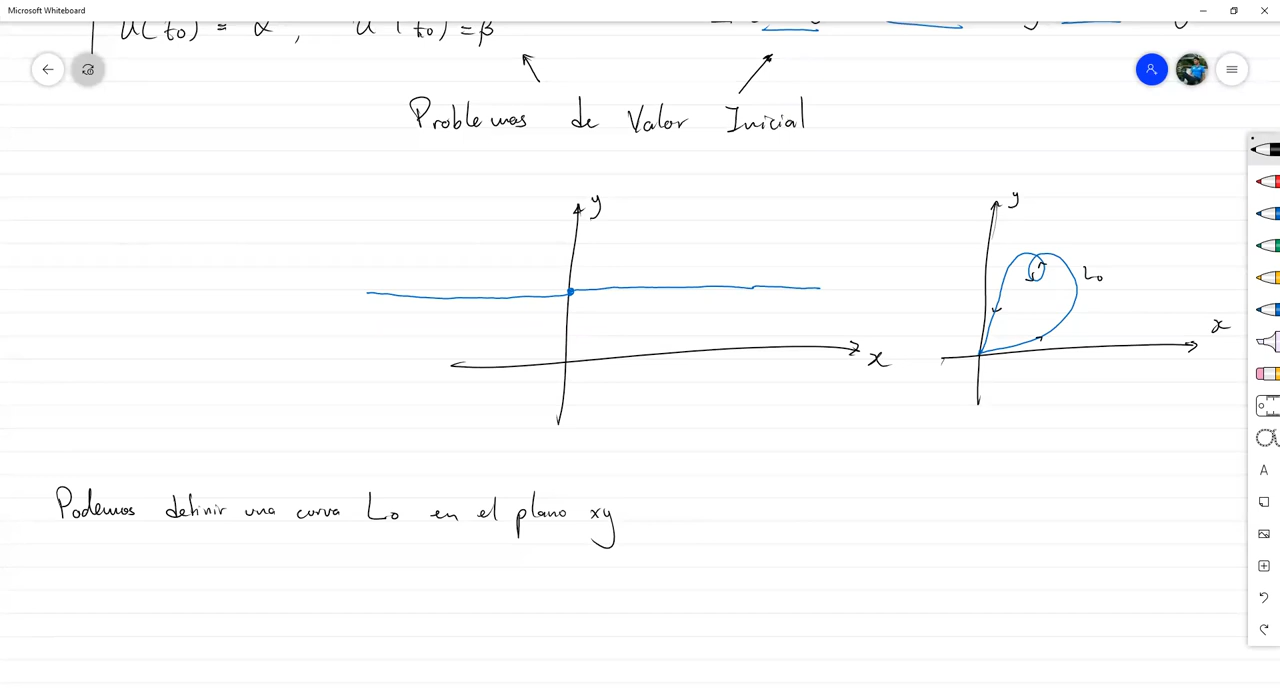 Microsoft Whiteboard
u(t₀) = α , u'(t₀) = β
Problemas de Valor Inicial
y
x
y
L₀
x
Podemos definir una curva L₀ en el plano xy
A